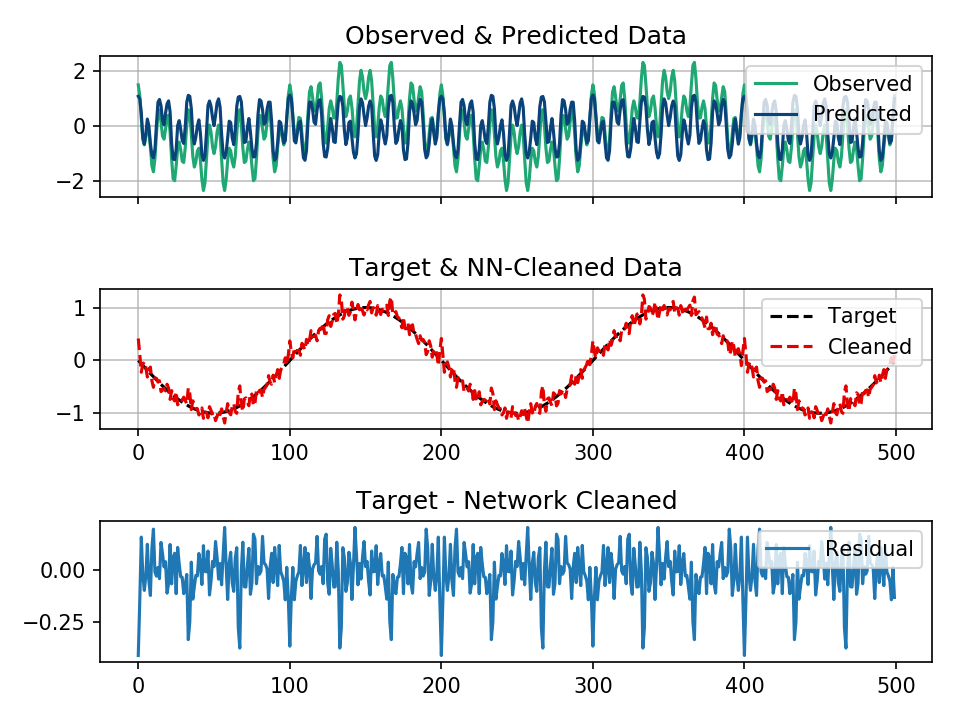 Observed & Predicted Data
2
0
−2
Observed
Predicted
Target & NN-Cleaned Data
1
0
−1
Target
Cleaned
0 100 200 300 400 500
Target - Network Cleaned
0.00
−0.25
Residual
0 100 200 300 400 500